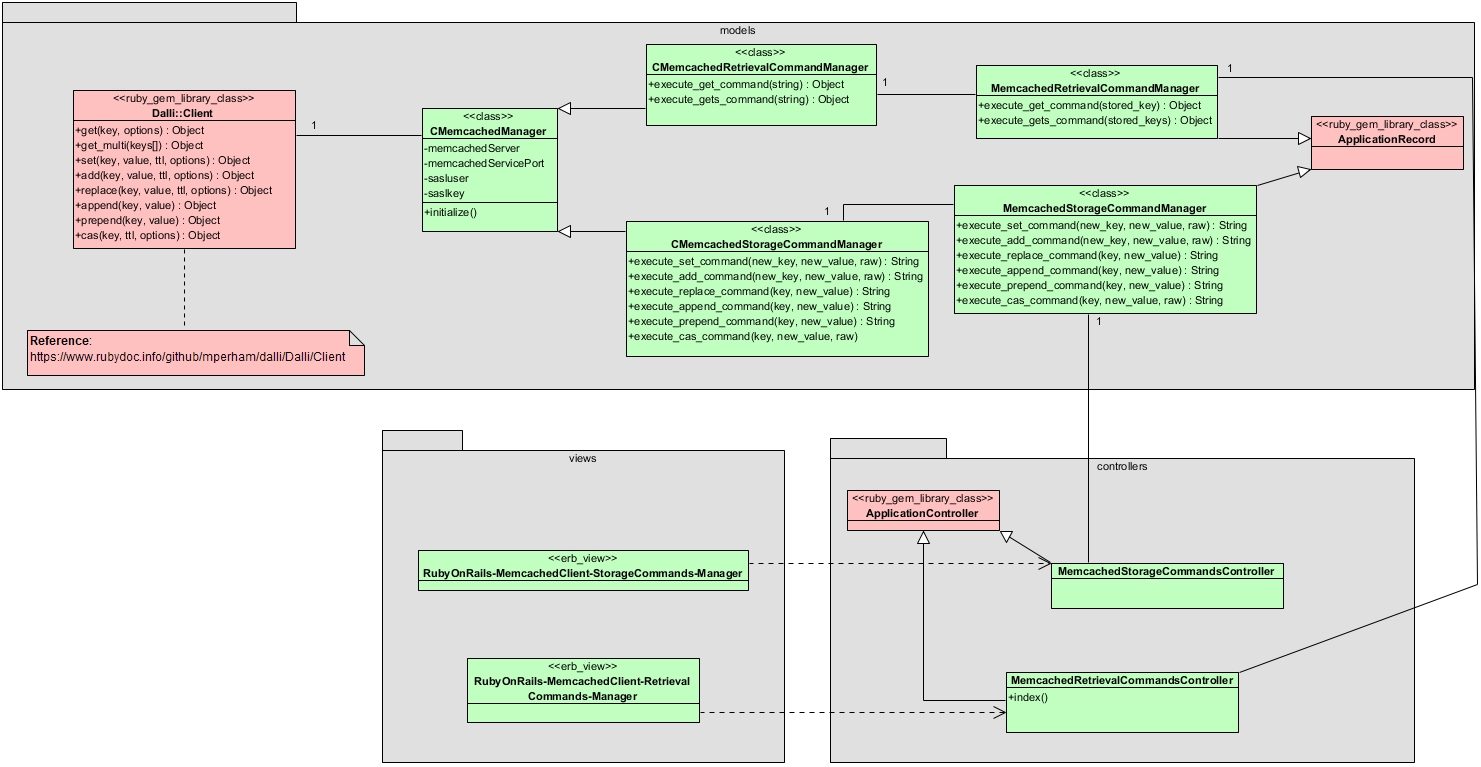 models
<<ruby_gem_library_class>>
Dalli::Client
+get(key, options) : Object
+get_multi(keys[]) : Object
+set(key, value, ttl, options) : Object
+add(key, value, ttl, options) : Object
+replace(key, value, ttl, options) : Object
+append(key, value) : Object
+prepend(key, value) : Object
+cas(key, ttl, options) : Object
Reference:
https://www.rubydoc.info/github/mperham/dalli/Dalli/Client
1
<<class>>
CMemcachedManager
-memcachedServer
-memcachedServicePort
-sasluser
-saslkey
+initialize()
<<class>>
CMemcachedRetrievalCommandManager
+execute_get_command(string) : Object
+execute_gets_command(string) : Object
1
<<class>>
CMemcachedStorageCommandManager
+execute_set_command(new_key, new_value, raw) : String
+execute_add_command(new_key, new_value, raw) : String
+execute_replace_command(key, new_value) : String
+execute_append_command(key, new_value) : String
+execute_prepend_command(key, new_value) : String
+execute_cas_command(key, new_value, raw)
1
<<class>>
MemcachedRetrievalCommandManager
+execute_get_command(stored_key) : Object
+execute_gets_command(stored_keys) : Object
1
<<class>>
MemcachedStorageCommandManager
+execute_set_command(new_key, new_value, raw) : String
+execute_add_command(new_key, new_value, raw) : String
+execute_replace_command(key, new_value) : String
+execute_append_command(key, new_value) : String
+execute_prepend_command(key, new_value) : String
+execute_cas_command(key, new_value, raw) : String
1
<<ruby_gem_library_class>>
ApplicationRecord
views
<<erb_view>>
RubyOnRails-MemcachedClient-StorageCommands-Manager
<<erb_view>>
RubyOnRails-MemcachedClient-Retrieval
Commands-Manager
controllers
<<ruby_gem_library_class>>
ApplicationController
MemcachedStorageCommandsController
MemcachedRetrievalCommandsController
+index()